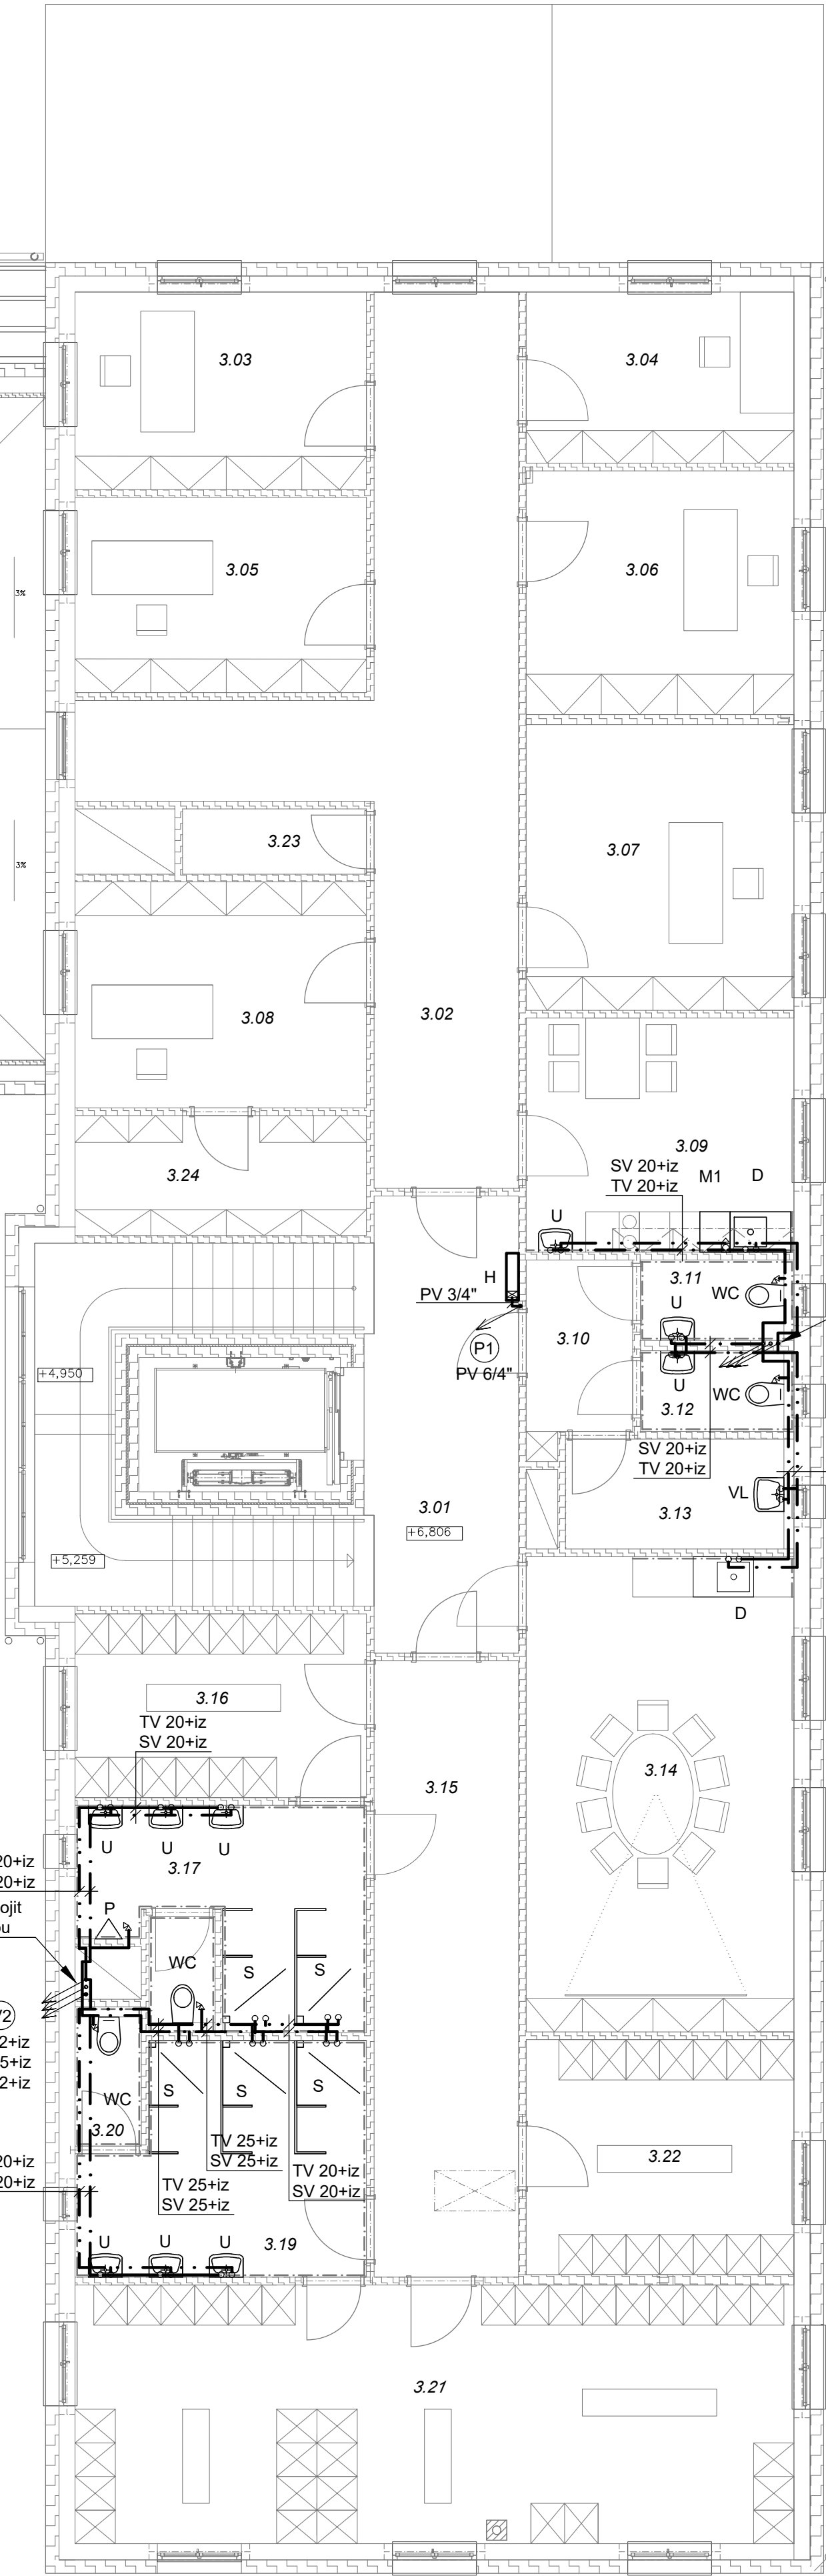 3.03
3.04
3%
3.05
3.06
3.23
3.07
3%
3.08
3.02
3.09
SV 20+iz
TV 20+iz
M1
D
3.24
U
H
PV 3/4"
3.11
WC
U
3.10
P1
PV 6/4"
+4,950
U
WC
3.12
SV 20+iz
TV 20+iz
VL
3.13
3.01
+6,806
+5,259
D
3.16
TV 20+iz
SV 20+iz
3.15
3.14
U
U
U
20+iz
20+iz
3.17
P
ojit
WC
S
S
2+iz
5+iz
2+iz
WC
S
S
S
3.20
TV 25+iz
SV 25+iz
20+iz
20+iz
TV 25+iz
SV 25+iz
TV 20+iz
SV 20+iz
3.22
U
U
U
3.19
3.21